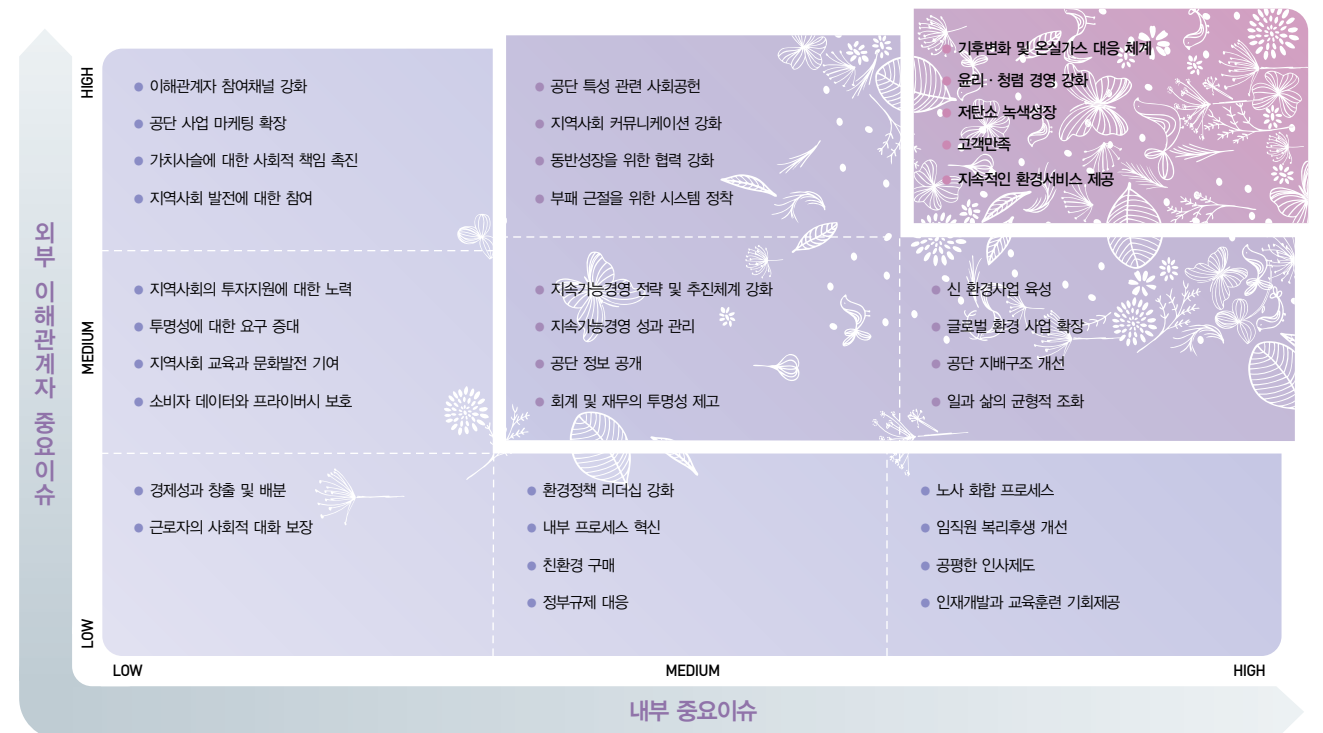 외부 이해관계자 중요이슈
HIGH
이해관계자 참여채널 강화
공단 사업 마케팅 확장
가치사슬에 대한 사회적 책임 촉진
지역사회 발전에 대한 참여
공단 특성 관련 사회공헌
지역사회 커뮤니케이션 강화
동반성장을 위한 협력 강화
부패 근절을 위한 시스템 정착
기후변화 및 온실가스 대응 체계
윤리·청렴 경영 강화
저탄소 녹색성장
고객만족
지속적인 환경서비스 제공
MEDIUM
지역사회의 투자지원에 대한 노력
투명성에 대한 요구 증대
지역사회 교육과 문화발전 기여
소비자 데이터와 프라이버시 보호
지속가능경영 전략 및 추진체계 강화
지속가능경영 성과 관리
공단 정보 공개
회계 및 재무의 투명성 제고
신 환경사업 육성
글로벌 환경 사업 확장
공단 지배구조 개선
일과 삶의 균형적 조화
LOW
경제성과 창출 및 배분
근로자의 사회적 대화 보장
환경정책 리더십 강화
내부 프로세스 혁신
친환경 구매
정부규제 대응
노사 화합 프로세스
임직원 복리후생 개선
공평한 인사제도
인재개발과 교육훈련 기회제공
LOW
MEDIUM
HIGH
내부 중요이슈